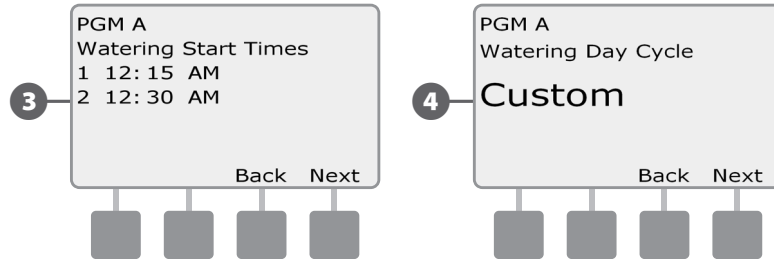 3
PGM A
Watering Start Times
1 12:15 AM
2 12:30 AM
Back Next
4
PGM A
Watering Day Cycle
Custom
Back Next